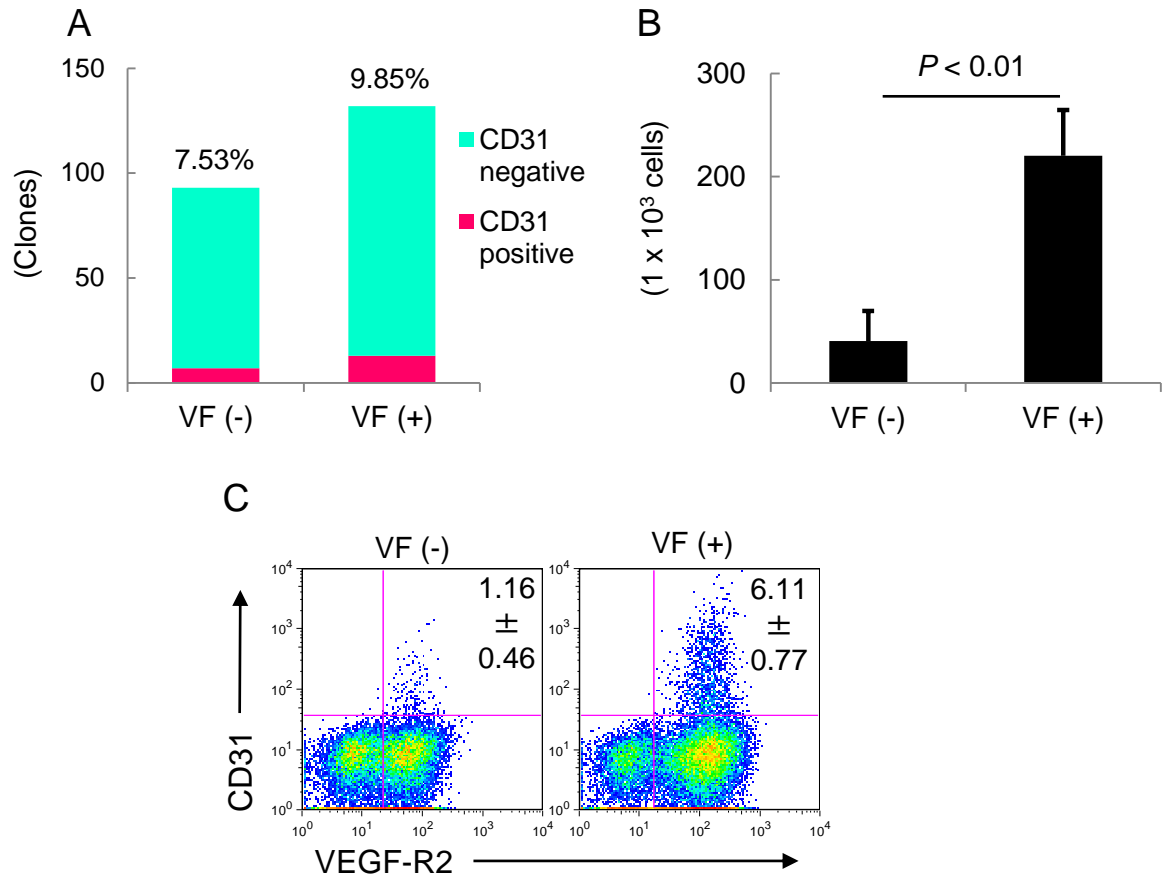 A
150
100
50
0
(Clones)
7.53%
9.85%
VF (-)
VF (+)
CD31
negative
CD31
positive
B
300
200
100
0
(1 x 10³ cells)
P < 0.01
VF (-)
VF (+)
C
VF (-)
10⁴
10³
10²
10¹
10⁰
1.16
±
0.46
10⁰ 10¹ 10² 10³ 10⁴
VF (+)
10⁴
10³
10²
10¹
10⁰
6.11
±
0.77
10⁰ 10¹ 10² 10³ 10⁴
CD31
VEGF-R2